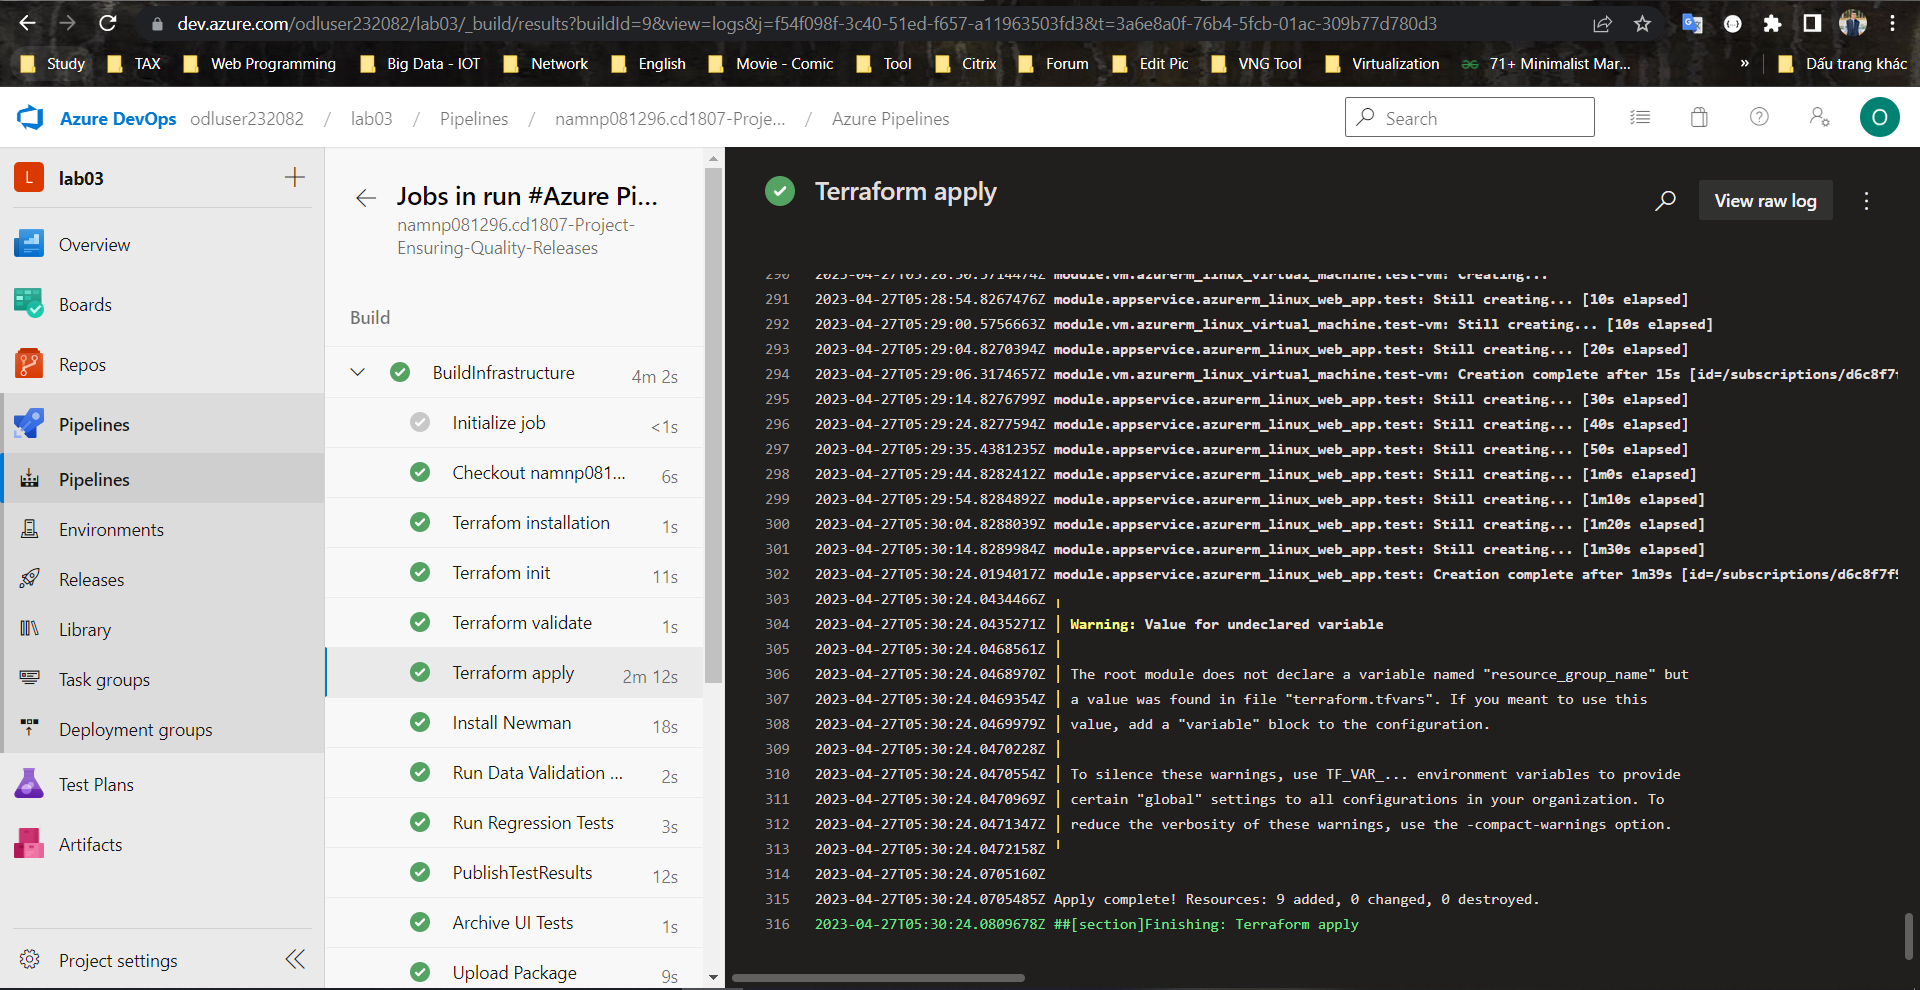 dev.azure.com/odluser232082/lab03/_build/results?buildId=9&view=logs&j=f54f098f-3c40-51ed-f657-a11963503fd3&t=3a6e8a0f-76b4-5fcb-01ac-309b77d780d3
Study TAX Web Programming Big Data - IOT Network English Movie - Comic Tool Citrix Forum Edit Pic VNG Tool Virtualization 71+ Minimalist Mar... » Dấu trang khác
Azure DevOps odluser232082 / lab03 / Pipelines / namnp081296.cd1807-Proje... / Azure Pipelines Search O
L lab03
Overview
Boards
Repos
Pipelines
Pipelines
Environments
Releases
Library
Task groups
Deployment groups
Test Plans
Artifacts
Project settings
Jobs in run #Azure Pi...
namnp081296.cd1807-Project-
Ensuring-Quality-Releases
Build
BuildInfrastructure 4m 2s
Initialize job <1s
Checkout namnp081... 6s
Terrafom installation 1s
Terrafom init 11s
Terraform validate 1s
Terraform apply 2m 12s
Install Newman 18s
Run Data Validation ... 2s
Run Regression Tests 3s
PublishTestResults 12s
Archive UI Tests 1s
Upload Package 9s
Terraform apply
View raw log
290 module.vm.azurerm_linux_virtual_machine.test-vm: Creating...
291 2023-04-27T05:28:54.8267476Z module.appservice.azurerm_linux_web_app.test: Still creating... [10s elapsed]
292 2023-04-27T05:29:00.5756663Z module.vm.azurerm_linux_virtual_machine.test-vm: Still creating... [10s elapsed]
293 2023-04-27T05:29:04.8270394Z module.appservice.azurerm_linux_web_app.test: Still creating... [20s elapsed]
294 2023-04-27T05:29:06.3174657Z module.vm.azurerm_linux_virtual_machine.test-vm: Creation complete after 15s [id=/subscriptions/d6c8f7f
295 2023-04-27T05:29:14.8276799Z module.appservice.azurerm_linux_web_app.test: Still creating... [30s elapsed]
296 2023-04-27T05:29:24.8277594Z module.appservice.azurerm_linux_web_app.test: Still creating... [40s elapsed]
297 2023-04-27T05:29:35.4381235Z module.appservice.azurerm_linux_web_app.test: Still creating... [50s elapsed]
298 2023-04-27T05:29:44.8282412Z module.appservice.azurerm_linux_web_app.test: Still creating... [1m0s elapsed]
299 2023-04-27T05:29:54.8284892Z module.appservice.azurerm_linux_web_app.test: Still creating... [1m10s elapsed]
300 2023-04-27T05:30:04.8288039Z module.appservice.azurerm_linux_web_app.test: Still creating... [1m20s elapsed]
301 2023-04-27T05:30:14.8289984Z module.appservice.azurerm_linux_web_app.test: Still creating... [1m30s elapsed]
302 2023-04-27T05:30:24.0194017Z module.appservice.azurerm_linux_web_app.test: Creation complete after 1m39s [id=/subscriptions/d6c8f7f9
303 2023-04-27T05:30:24.0434466Z
304 2023-04-27T05:30:24.0435271Z │ Warning: Value for undeclared variable
305 2023-04-27T05:30:24.0468561Z │
306 2023-04-27T05:30:24.0468970Z │ The root module does not declare a variable named "resource_group_name" but
307 2023-04-27T05:30:24.0469354Z │ a value was found in file "terraform.tfvars". If you meant to use this
308 2023-04-27T05:30:24.0469979Z │ value, add a "variable" block to the configuration.
309 2023-04-27T05:30:24.0470228Z │
310 2023-04-27T05:30:24.0470554Z │ To silence these warnings, use TF_VAR_... environment variables to provide
311 2023-04-27T05:30:24.0470969Z │ certain "global" settings to all configurations in your organization. To
312 2023-04-27T05:30:24.0471347Z │ reduce the verbosity of these warnings, use the -compact-warnings option.
313 2023-04-27T05:30:24.0472158Z
314 2023-04-27T05:30:24.0705160Z
315 2023-04-27T05:30:24.0705485Z Apply complete! Resources: 9 added, 0 changed, 0 destroyed.
316 2023-04-27T05:30:24.0809678Z ##[section]Finishing: Terraform apply